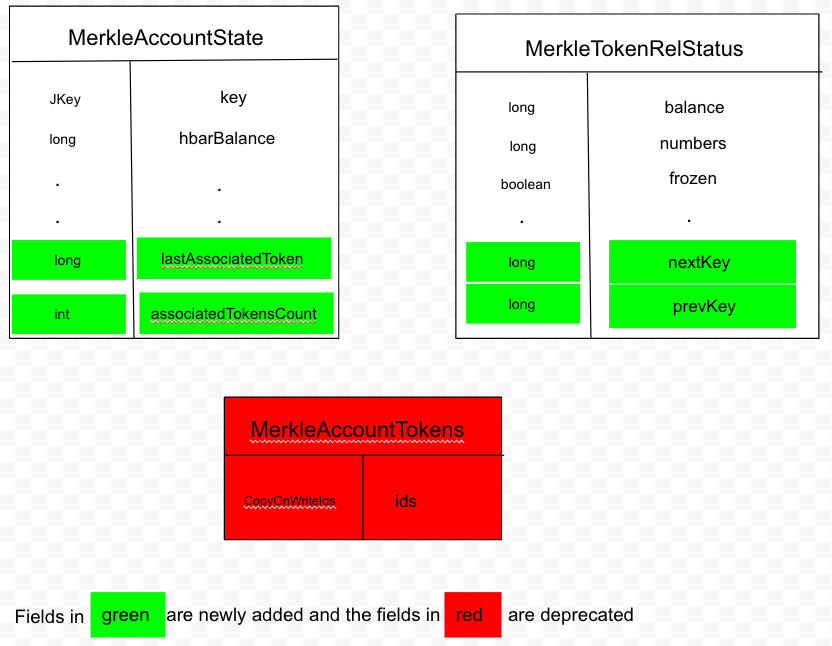 MerkleAccountState
JKey key
long hbarBalance
. .
. .
long lastAssociatedToken
int associatedTokensCount
MerkleTokenRelStatus
long balance
long numbers
boolean frozen
. .
long nextKey
long prevKey
MerkleAccountTokens
CopyOnWriteIds ids
Fields in green are newly added and the fields in red are deprecated